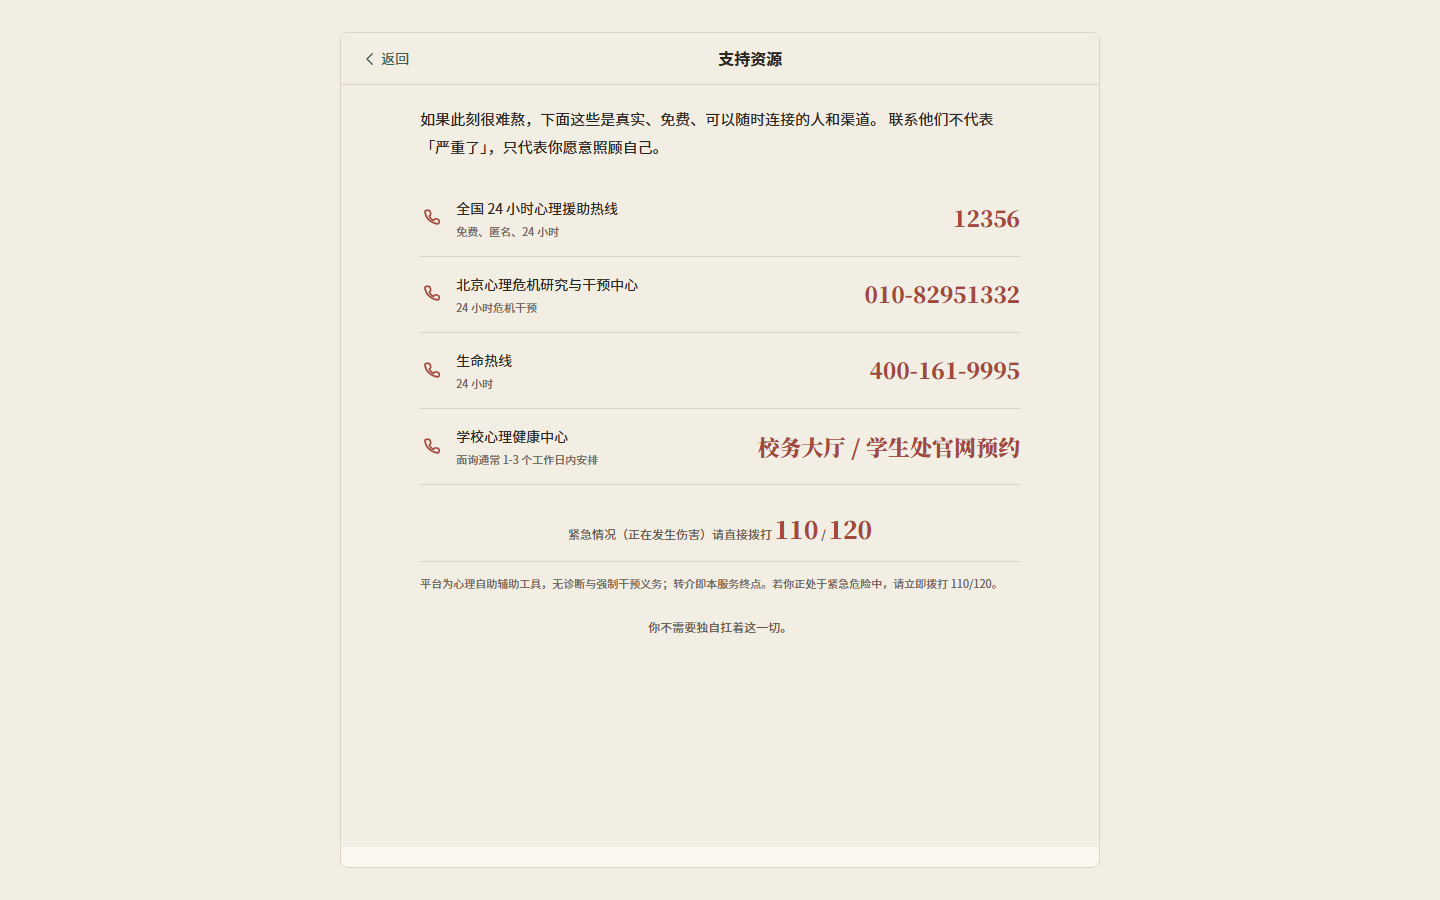 返回
支持资源
如果此刻很难熬，下面这些是真实、免费、可以随时连接的人和渠道。 联系他们不代表
「严重了」，只代表你愿意照顾自己。
全国 24 小时心理援助热线
免费、匿名、24 小时
12356
北京心理危机研究与干预中心
24 小时危机干预
010-82951332
生命热线
24 小时
400-161-9995
学校心理健康中心
面询通常 1-3 个工作日内安排
校务大厅 / 学生处官网预约
紧急情况（正在发生伤害）请直接拨打 110 / 120
平台为心理自助辅助工具，无诊断与强制干预义务；转介即本服务终点。若你正处于紧急危险中，请立即拨打 110/120。
你不需要独自扛着这一切。